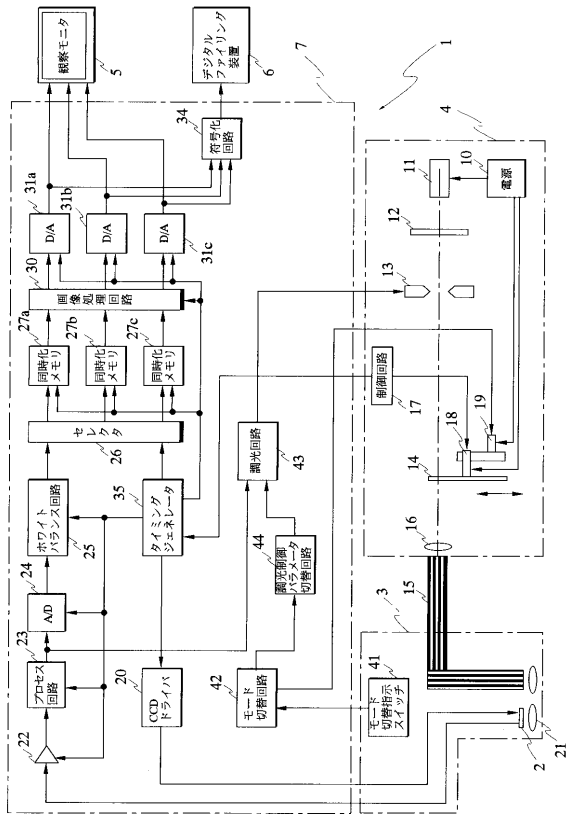 観察モニタ
5
デジタル
ファイリング
装置
6
7
1
符号化
回路
34
31a
D/A
31b
D/A
D/A
31c
30
画像処理回路
27a
同時化
メモリ
27b
同時化
メモリ
27c
同時化
メモリ
セレクタ
26
ホワイト
バランス回路
25
タイミング
ジェネレータ
35
24
A/D
23
プロセス
回路
22
20
CCD
ドライバ
調光回路
43
44
調光制御
パラメータ
切替回路
42
モード
切替回路
4
11
10
電源
12
13
制御回路
17
18
19
14
16
15
3
41
モード
切替指示
スイッチ
2
21